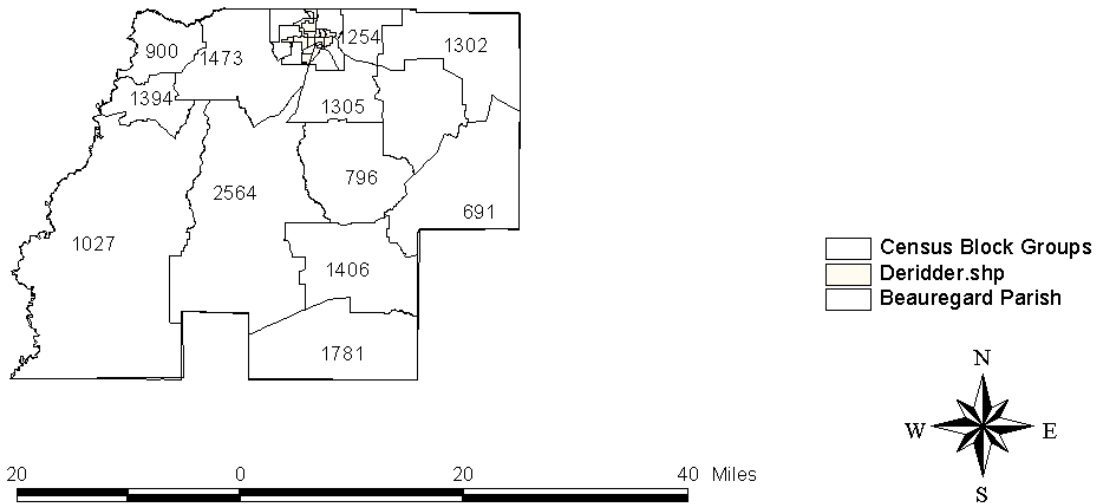 1254
1302
900
1473
1394
1305
796
2564
691
1027
1406
1781
Census Block Groups
Deridder.shp
Beauregard Parish
N
W E
S
20 0 20 40 Miles